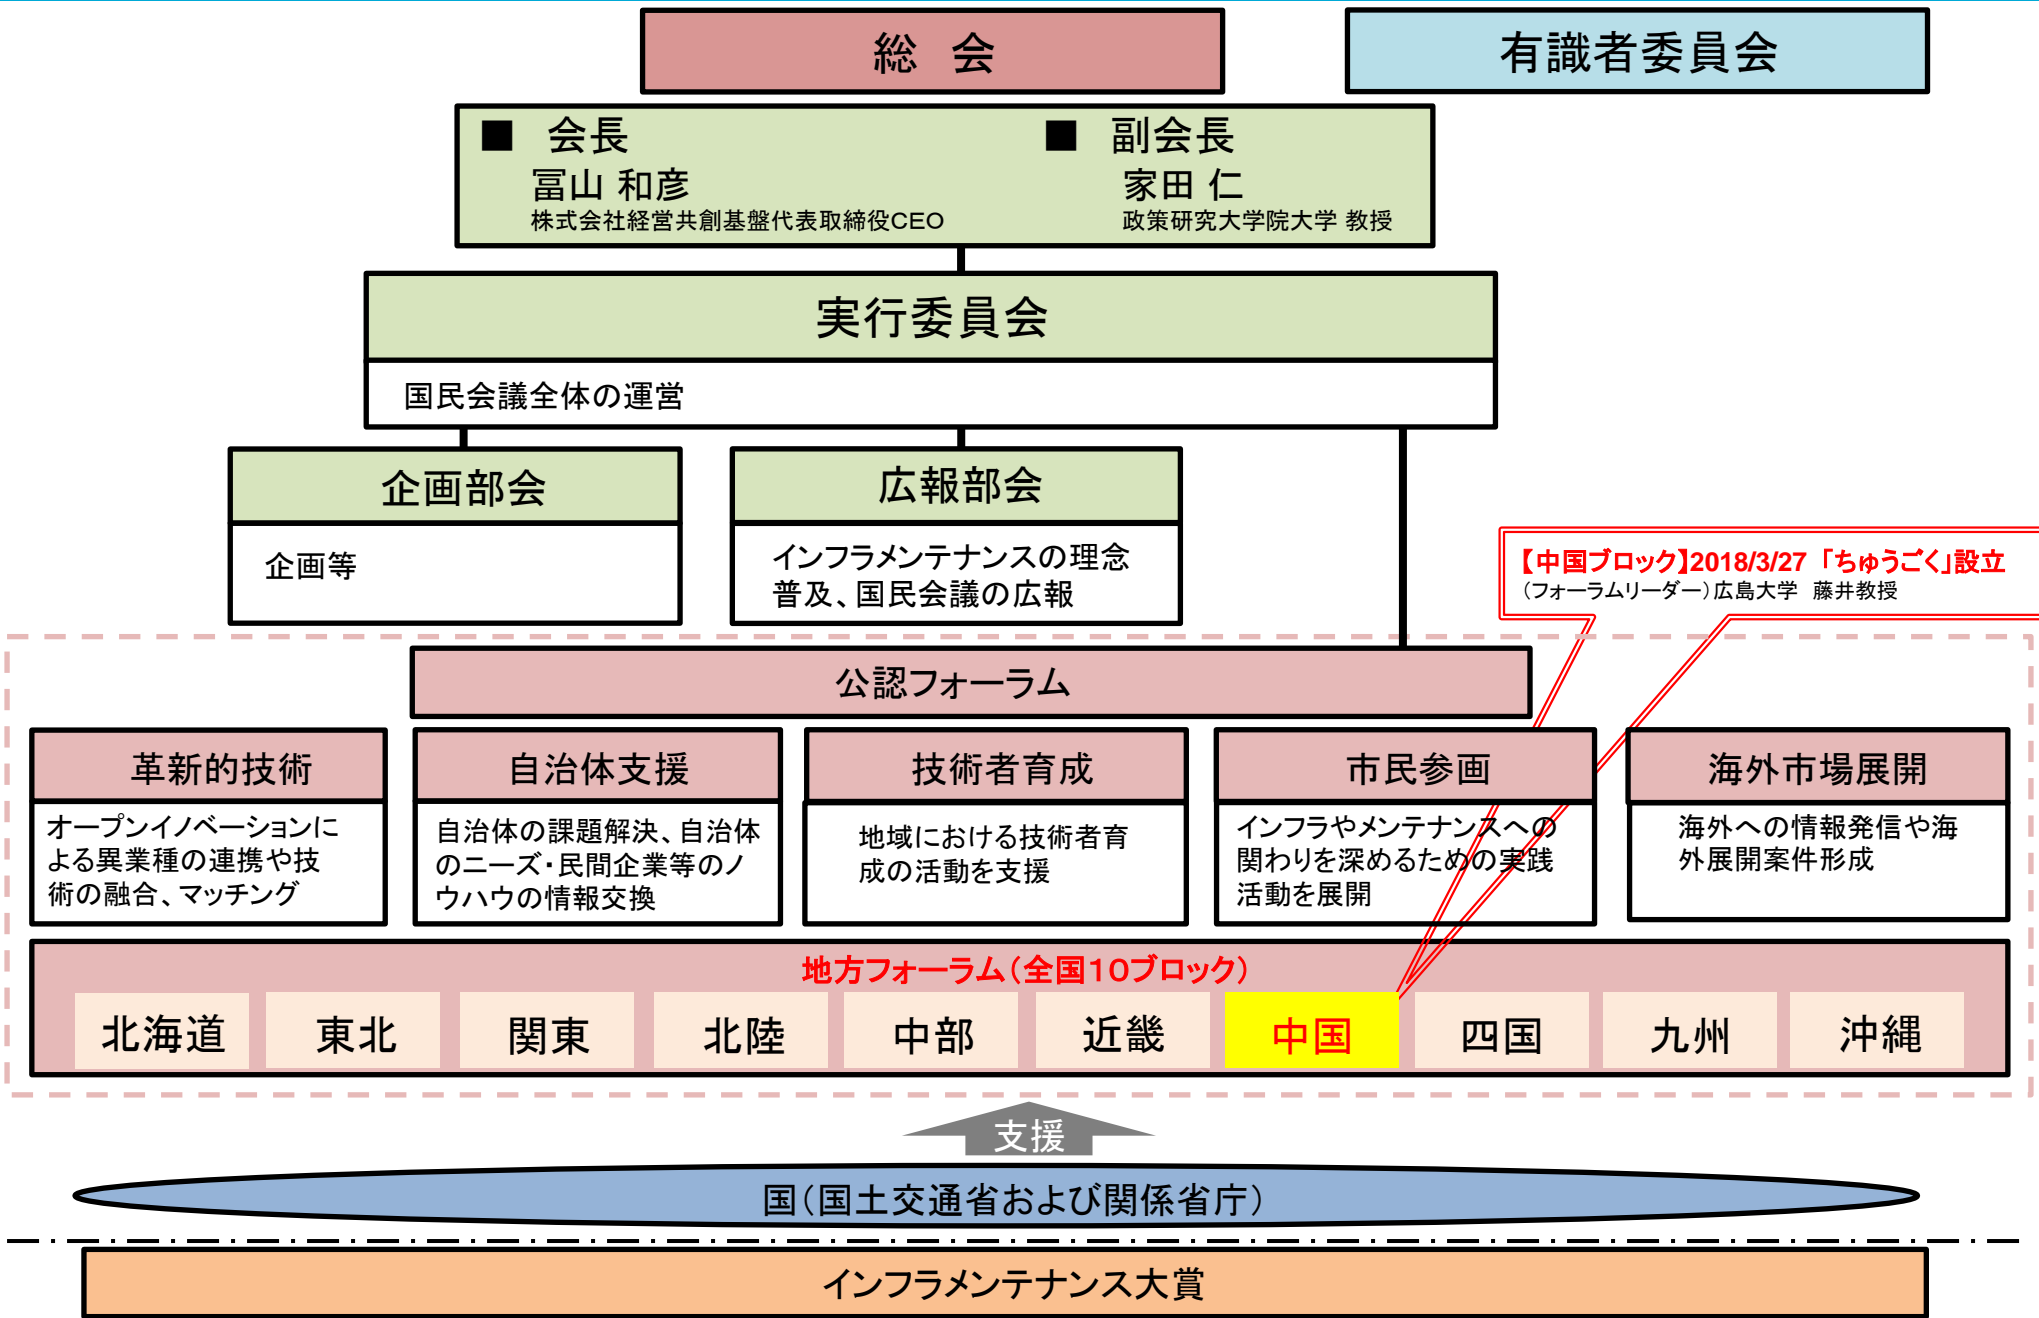 総　会
有識者委員会
■　会長
冨山 和彦
株式会社経営共創基盤代表取締役CEO
■　副会長
家田 仁
政策研究大学院大学 教授
実行委員会
国民会議全体の運営
企画部会
企画等
広報部会
インフラメンテナンスの理念
普及、国民会議の広報
【中国ブロック】2018/3/27 「ちゅうごく」設立
（フォーラムリーダー）広島大学　藤井教授
公認フォーラム
革新的技術
オープンイノベーションに
よる異業種の連携や技
術の融合、マッチング
自治体支援
自治体の課題解決、自治体
のニーズ・民間企業等のノ
ウハウの情報交換
技術者育成
地域における技術者育
成の活動を支援
市民参画
インフラやメンテナンスへの
関わりを深めるための実践
活動を展開
海外市場展開
海外への情報発信や海
外展開案件形成
地方フォーラム（全国１０ブロック）
北海道
東北
関東
北陸
中部
近畿
中国
四国
九州
沖縄
支援
国（国土交通省および関係省庁）
インフラメンテナンス大賞